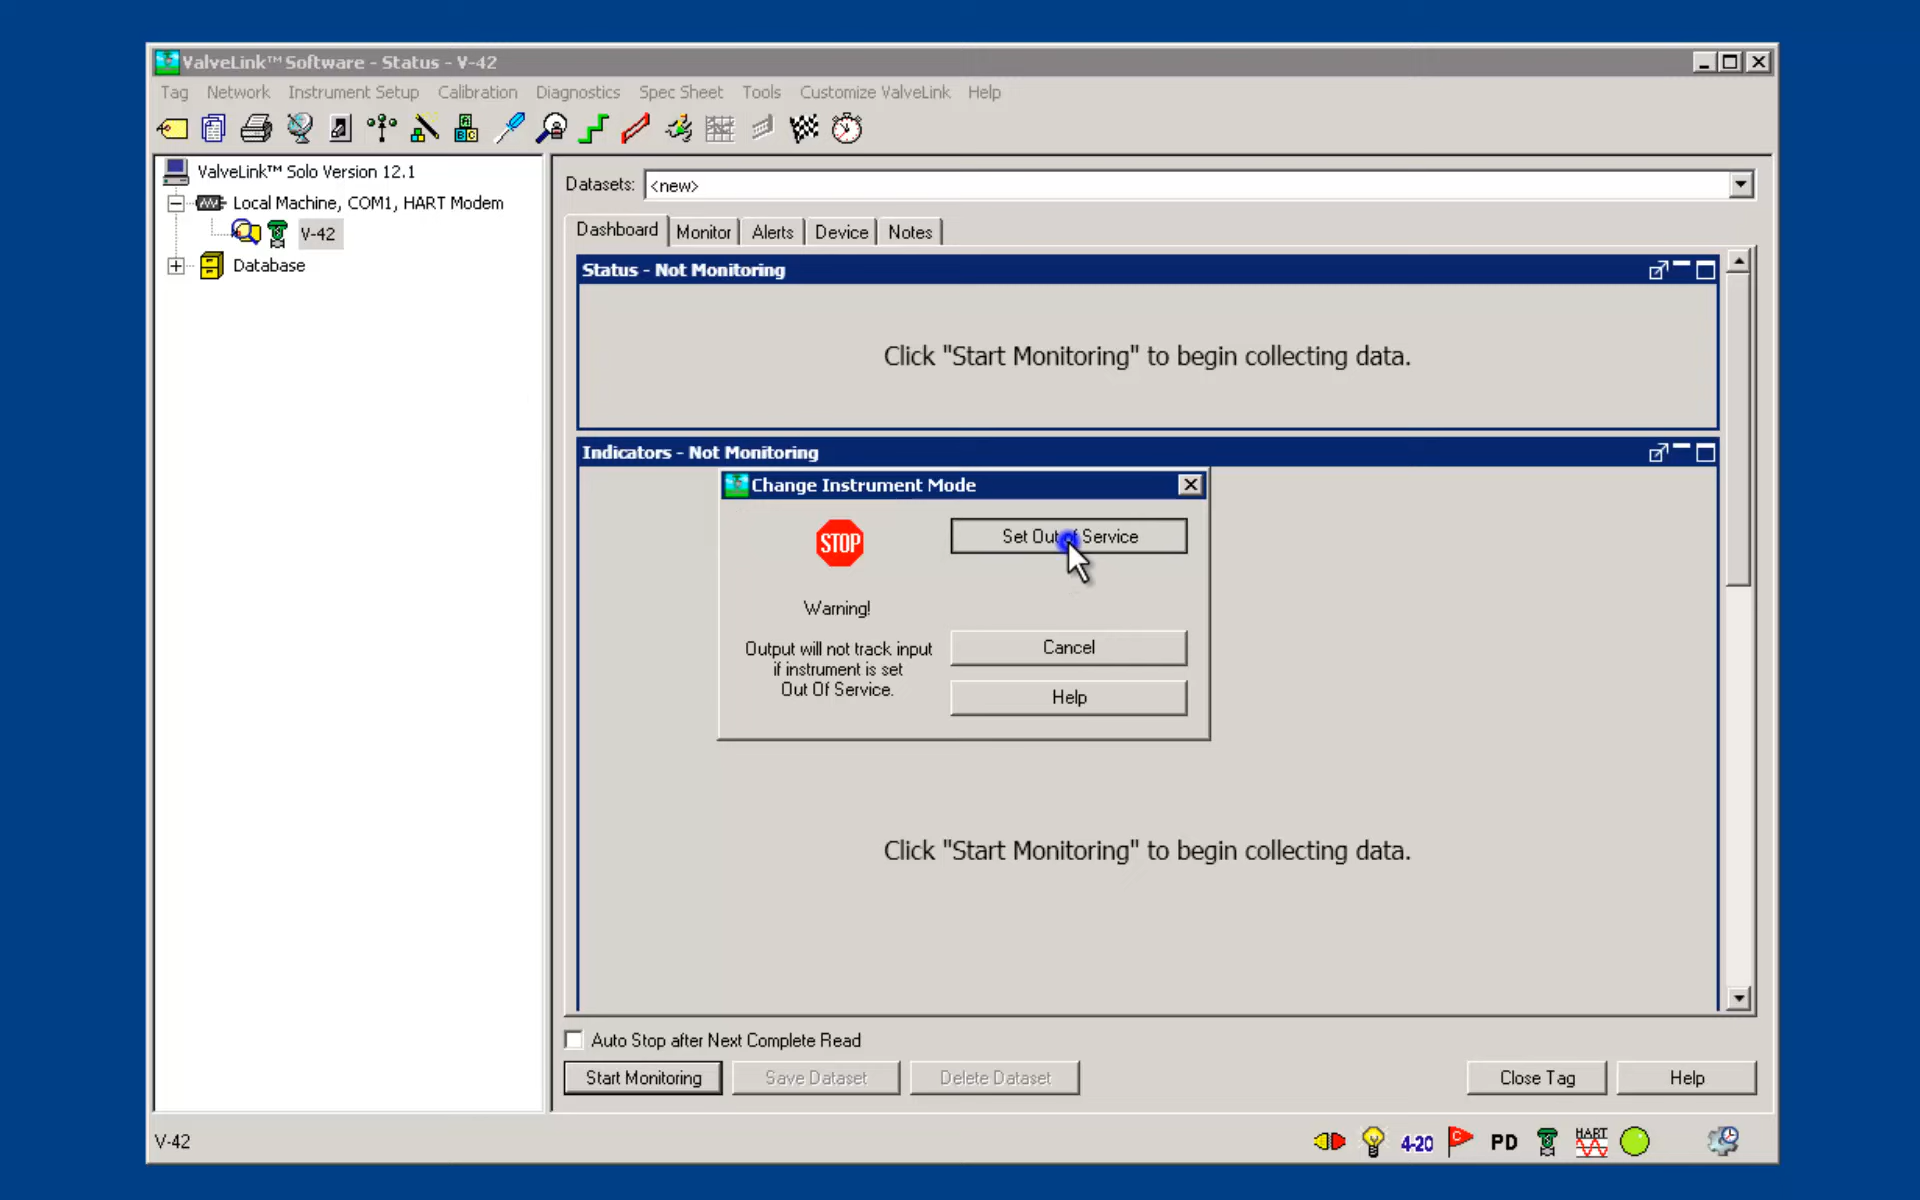 ValveLink™ Software - Status - V-42
Tag Network Instrument Setup Calibration Diagnostics Spec Sheet Tools Customize ValveLink Help
ValveLink™ Solo Version 12.1
Local Machine, COM1, HART Modem
V-42
Database
Datasets: <new>
Dashboard Monitor Alerts Device Notes
Status - Not Monitoring
Click "Start Monitoring" to begin collecting data.
Indicators - Not Monitoring
Change Instrument Mode
STOP
Set Out of Service
Warning!
Output will not track input
if instrument is set
Out Of Service.
Cancel
Help
Click "Start Monitoring" to begin collecting data.
Auto Stop after Next Complete Read
Start Monitoring Save Dataset Delete Dataset Close Tag Help
V-42 4-20 PD HART